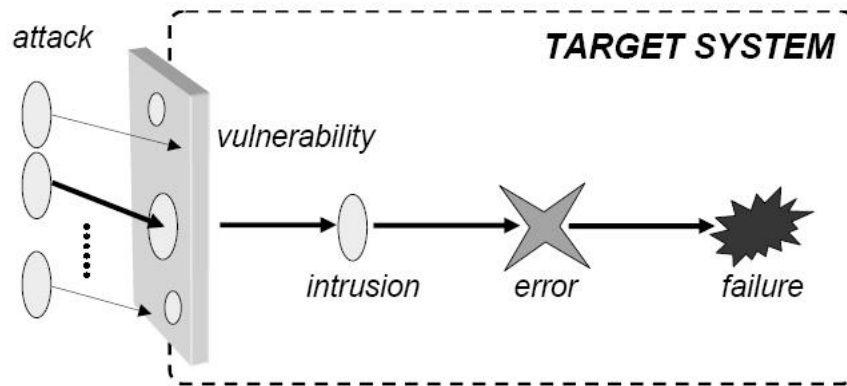 attack
TARGET SYSTEM
vulnerability
intrusion
error
failure